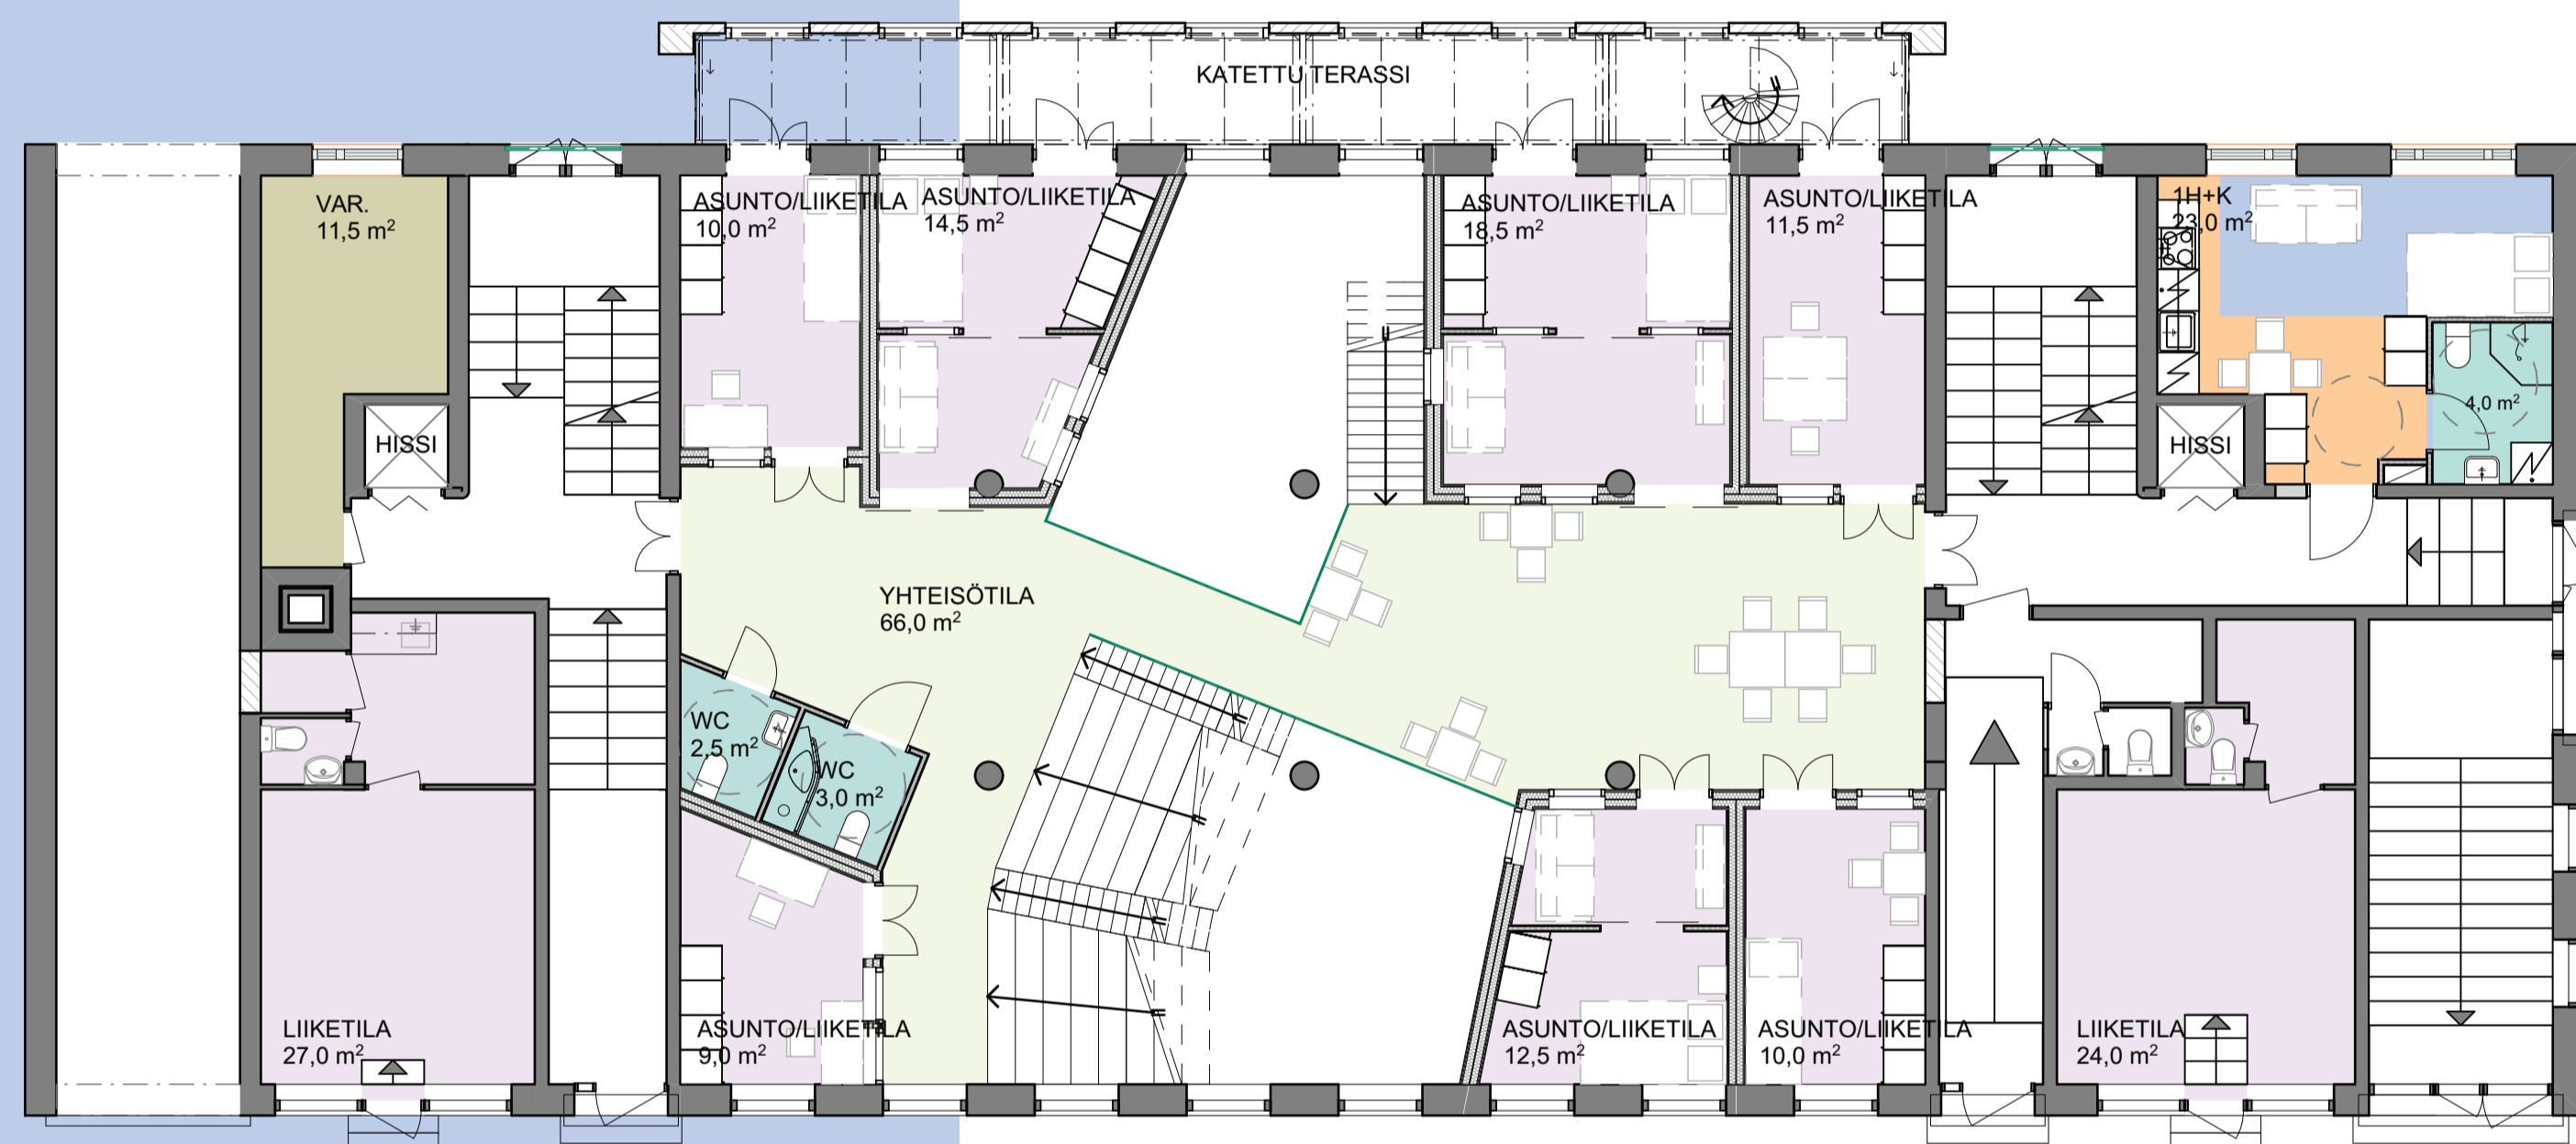 KATETTU TERASSI
VAR.
11,5 m²
ASUNTO/LIIKETILA
10,0 m²
ASUNTO/LIIKETILA
14,5 m²
ASUNTO/LIIKETILA
18,5 m²
ASUNTO/LIIKETILA
11,5 m²
1H+K
23,0 m²
4,0 m²
HISSI
HISSI
YHTEISÖTILA
66,0 m²
WC
2,5 m²
WC
3,0 m²
LIIKETILA
27,0 m²
ASUNTO/LIIKETILA
9,0 m²
ASUNTO/LIIKETILA
12,5 m²
ASUNTO/LIIKETILA
10,0 m²
LIIKETILA
24,0 m²